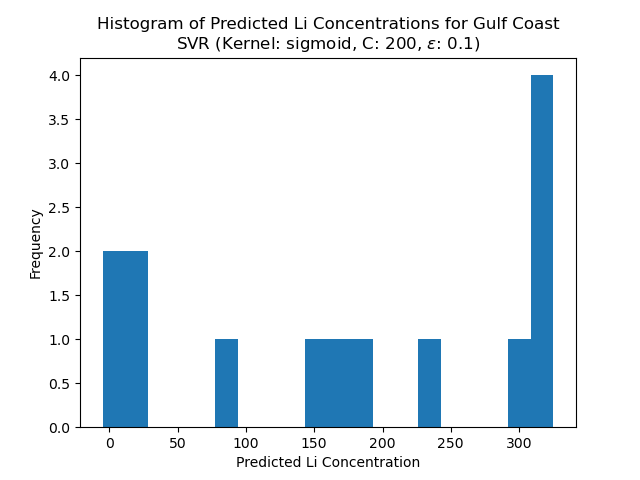 Histogram of Predicted Li Concentrations for Gulf Coast
SVR (Kernel: sigmoid, C: 200, ε: 0.1)
4.0
3.5
3.0
2.5
2.0
1.5
1.0
0.5
0.0
Frequency
0 50 100 150 200 250 300
Predicted Li Concentration